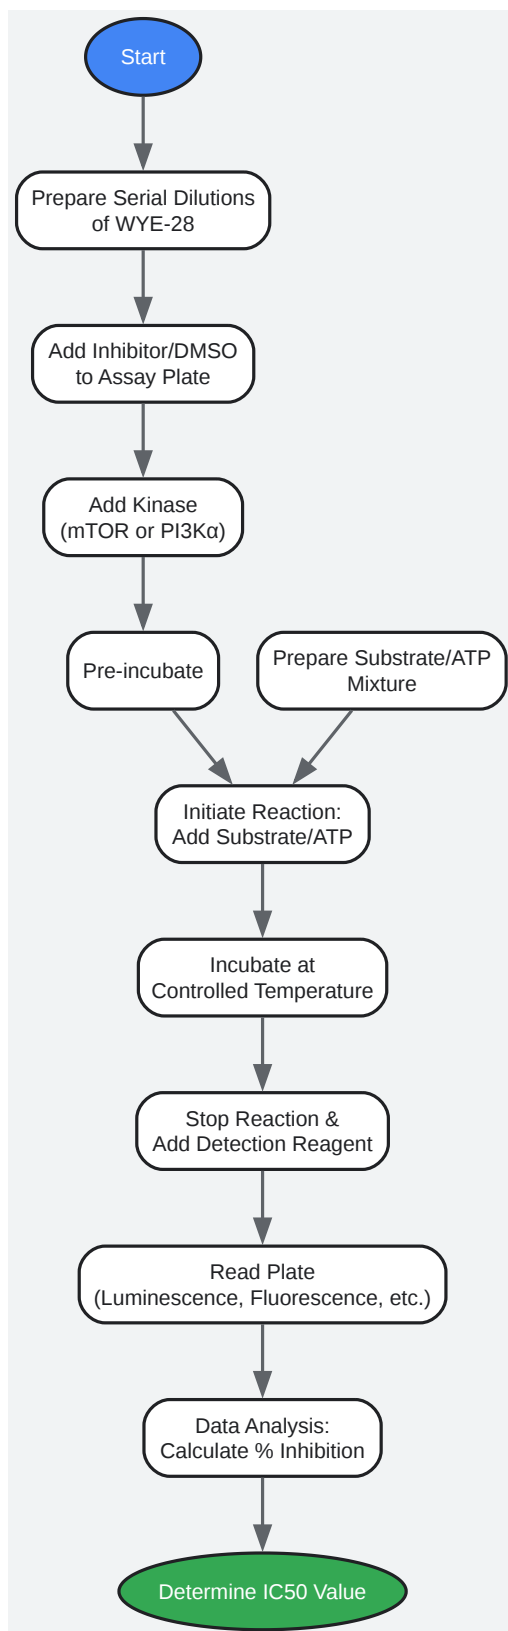 Start
Prepare Serial Dilutions
of WYE-28
Add Inhibitor/DMSO
to Assay Plate
Add Kinase
(mTOR or PI3Kα)
Pre-incubate
Prepare Substrate/ATP
Mixture
Initiate Reaction:
Add Substrate/ATP
Incubate at
Controlled Temperature
Stop Reaction &
Add Detection Reagent
Read Plate
(Luminescence, Fluorescence, etc.)
Data Analysis:
Calculate % Inhibition
Determine IC50 Value